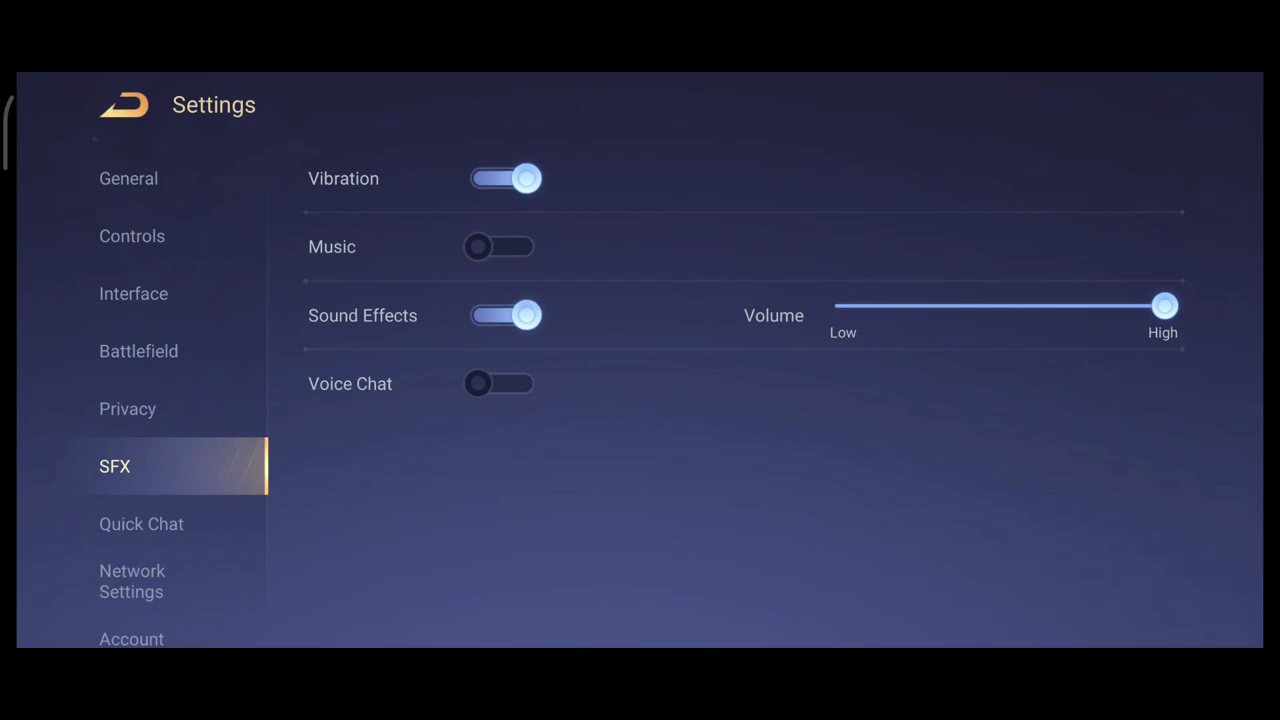 Settings
General
Controls
Interface
Battlefield
Privacy
SFX
Quick Chat
Network
Settings
Account
Vibration
Music
Sound Effects
Volume
Low
High
Voice Chat